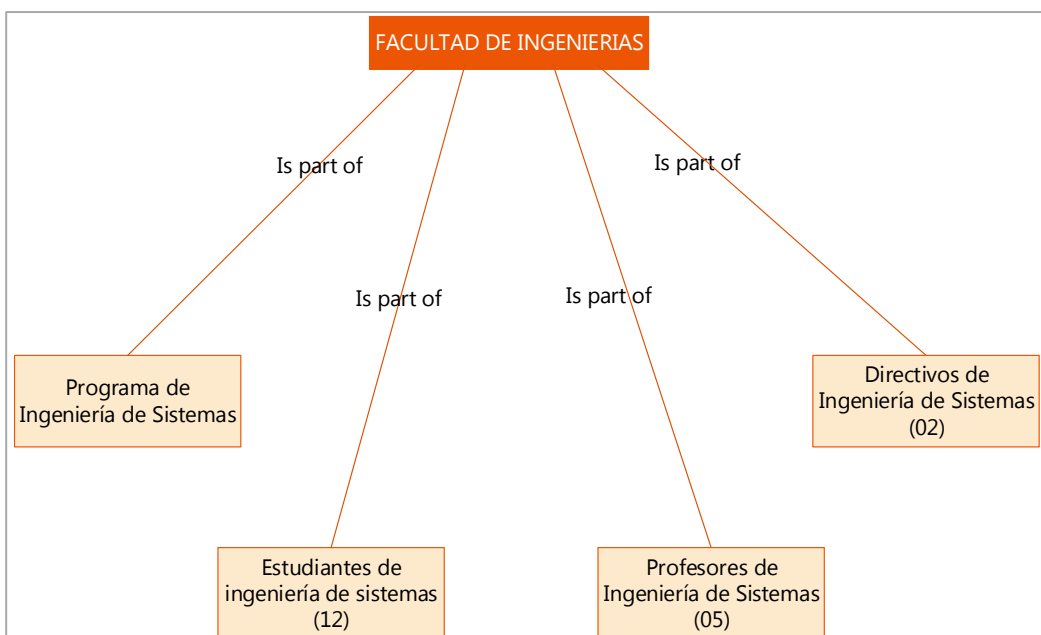 FACULTAD DE INGENIERIAS
Is part of
Is part of
Is part of
Is part of
Programa de
Ingeniería de Sistemas
Directivos de
Ingeniería de Sistemas
(02)
Estudiantes de
ingeniería de sistemas
(12)
Profesores de
Ingeniería de Sistemas
(05)